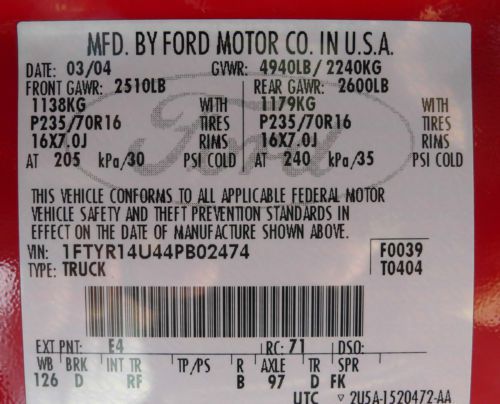 MFD. BY FORD MOTOR CO. IN U.S.A.
DATE: 03/04 GVWR: 4940LB/2240KG
FRONT GAWR: 2510LB REAR GAWR: 2600LB
1138KG WITH 1179KG WITH
P235/70R16 TIRES P235/70R16 TIRES
16X7.0J RIMS 16X7.0J RIMS
AT 205 kPa/30 PSI COLD AT 240 kPa/35 PSI COLD
Ford
THIS VEHICLE CONFORMS TO ALL APPLICABLE FEDERAL MOTOR
VEHICLE SAFETY AND THEFT PREVENTION STANDARDS IN
EFFECT ON THE DATE OF MANUFACTURE SHOWN ABOVE.
VIN: 1FTYR14U44PB02474 F0039
TYPE: TRUCK T0404
EXT PNT: E4 RC: 71 DSO:
WB BRK INT TR TP/PS R AXLE TR SPR
126 D RF B 97 D FK
UTC ▽2U5A-1520472-AA